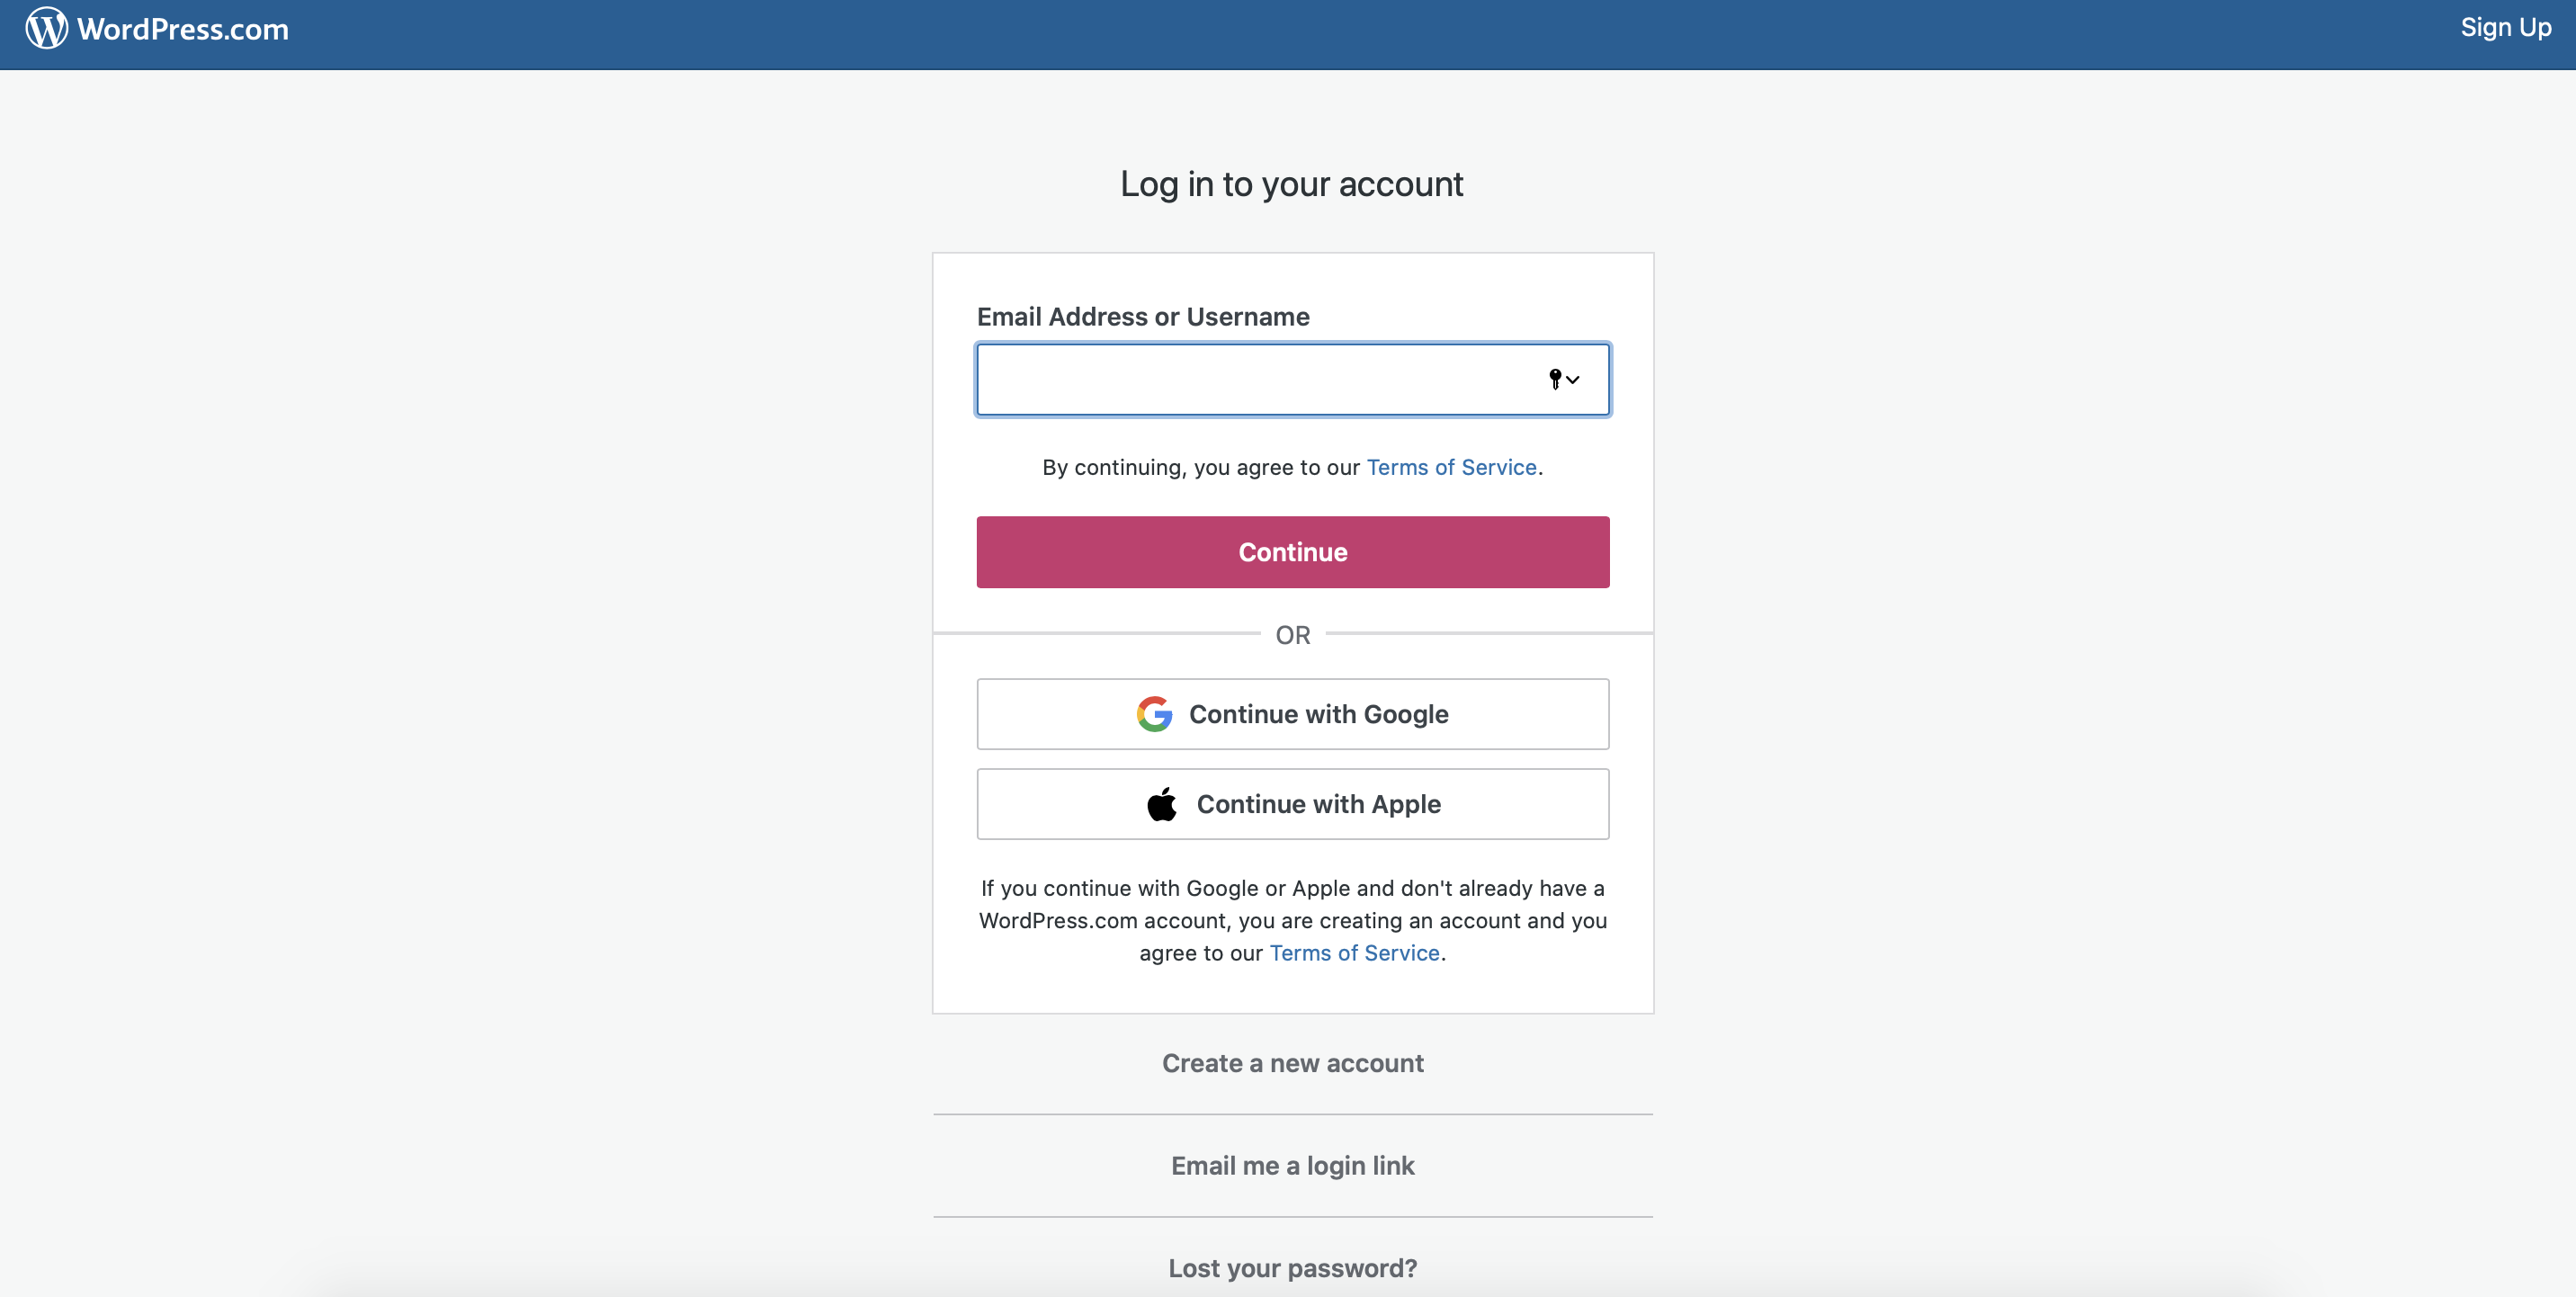 WordPress.com
Sign Up
Log in to your account
Email Address or Username
By continuing, you agree to our Terms of Service.
Continue
OR
Continue with Google
Continue with Apple
If you continue with Google or Apple and don't already have a
WordPress.com account, you are creating an account and you
agree to our Terms of Service.
Create a new account
Email me a login link
Lost your password?